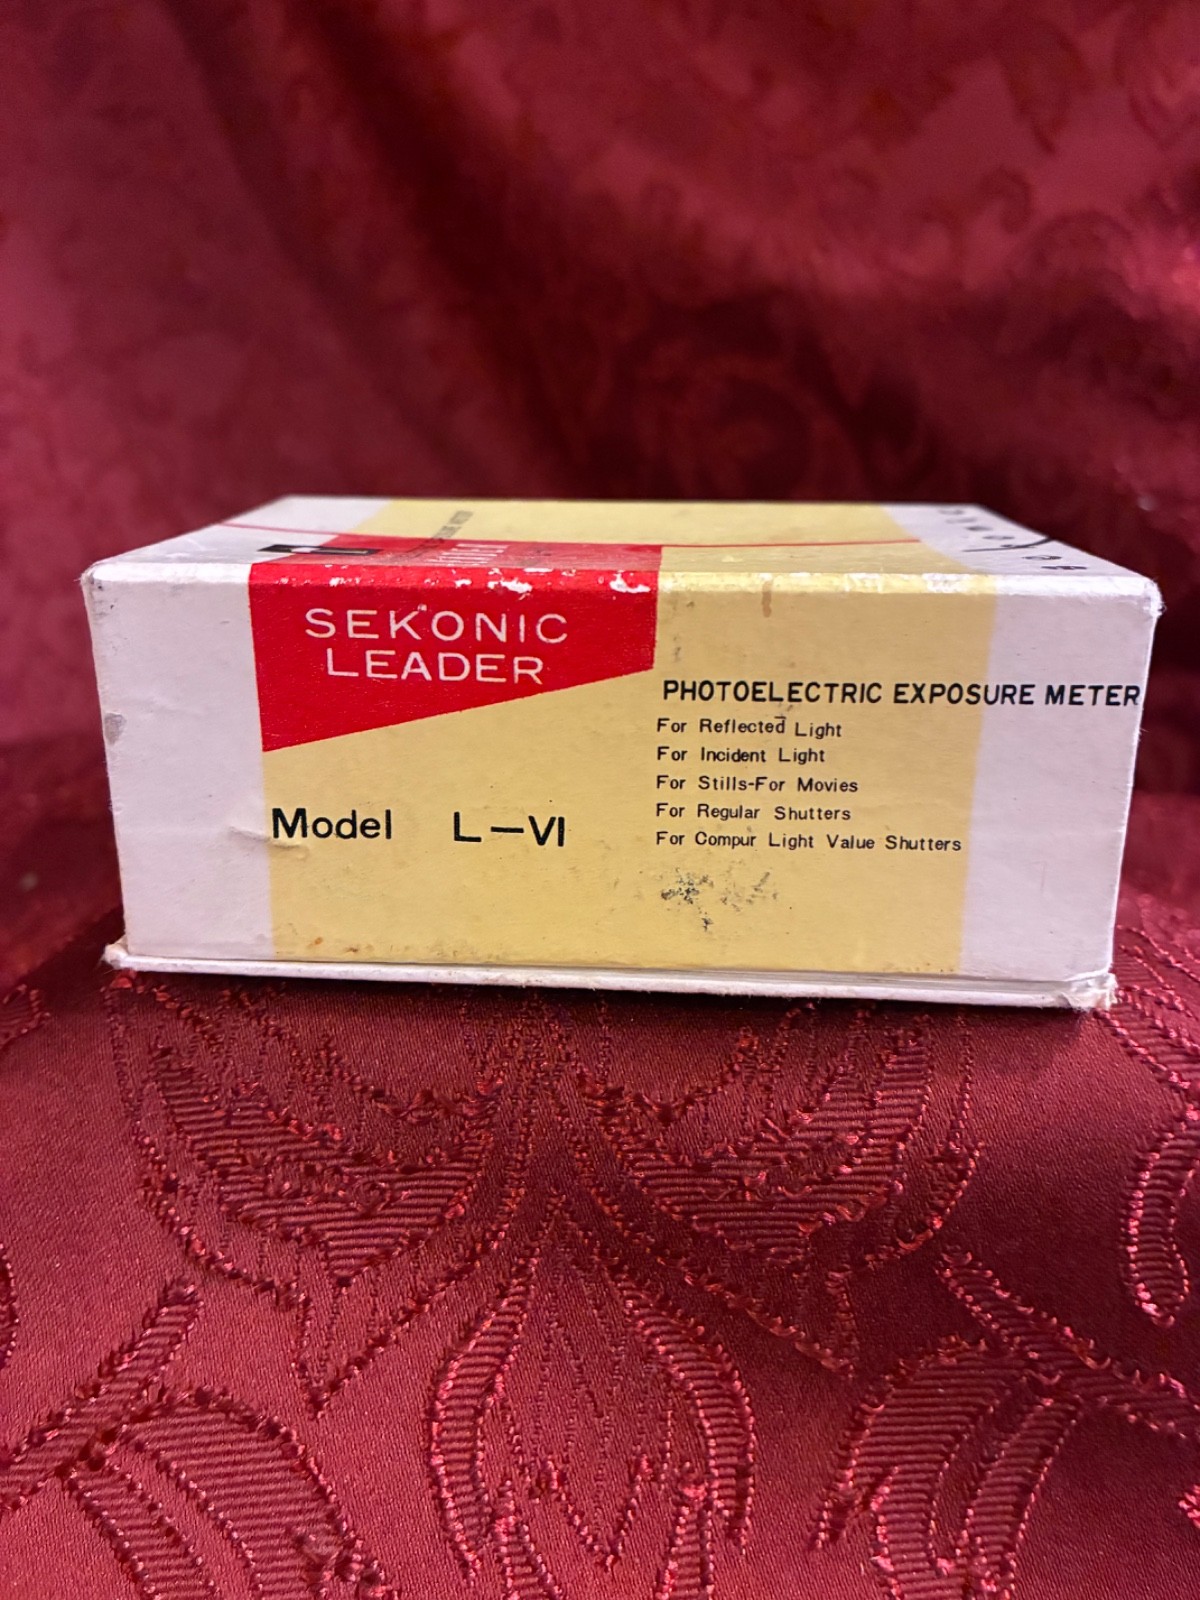 SEKONIC
LEADER
Model L-VI
PHOTOELECTRIC EXPOSURE METER
For Reflected Light
For Incident Light
For Stills-For Movies
For Regular Shutters
For Compur Light Value Shutters